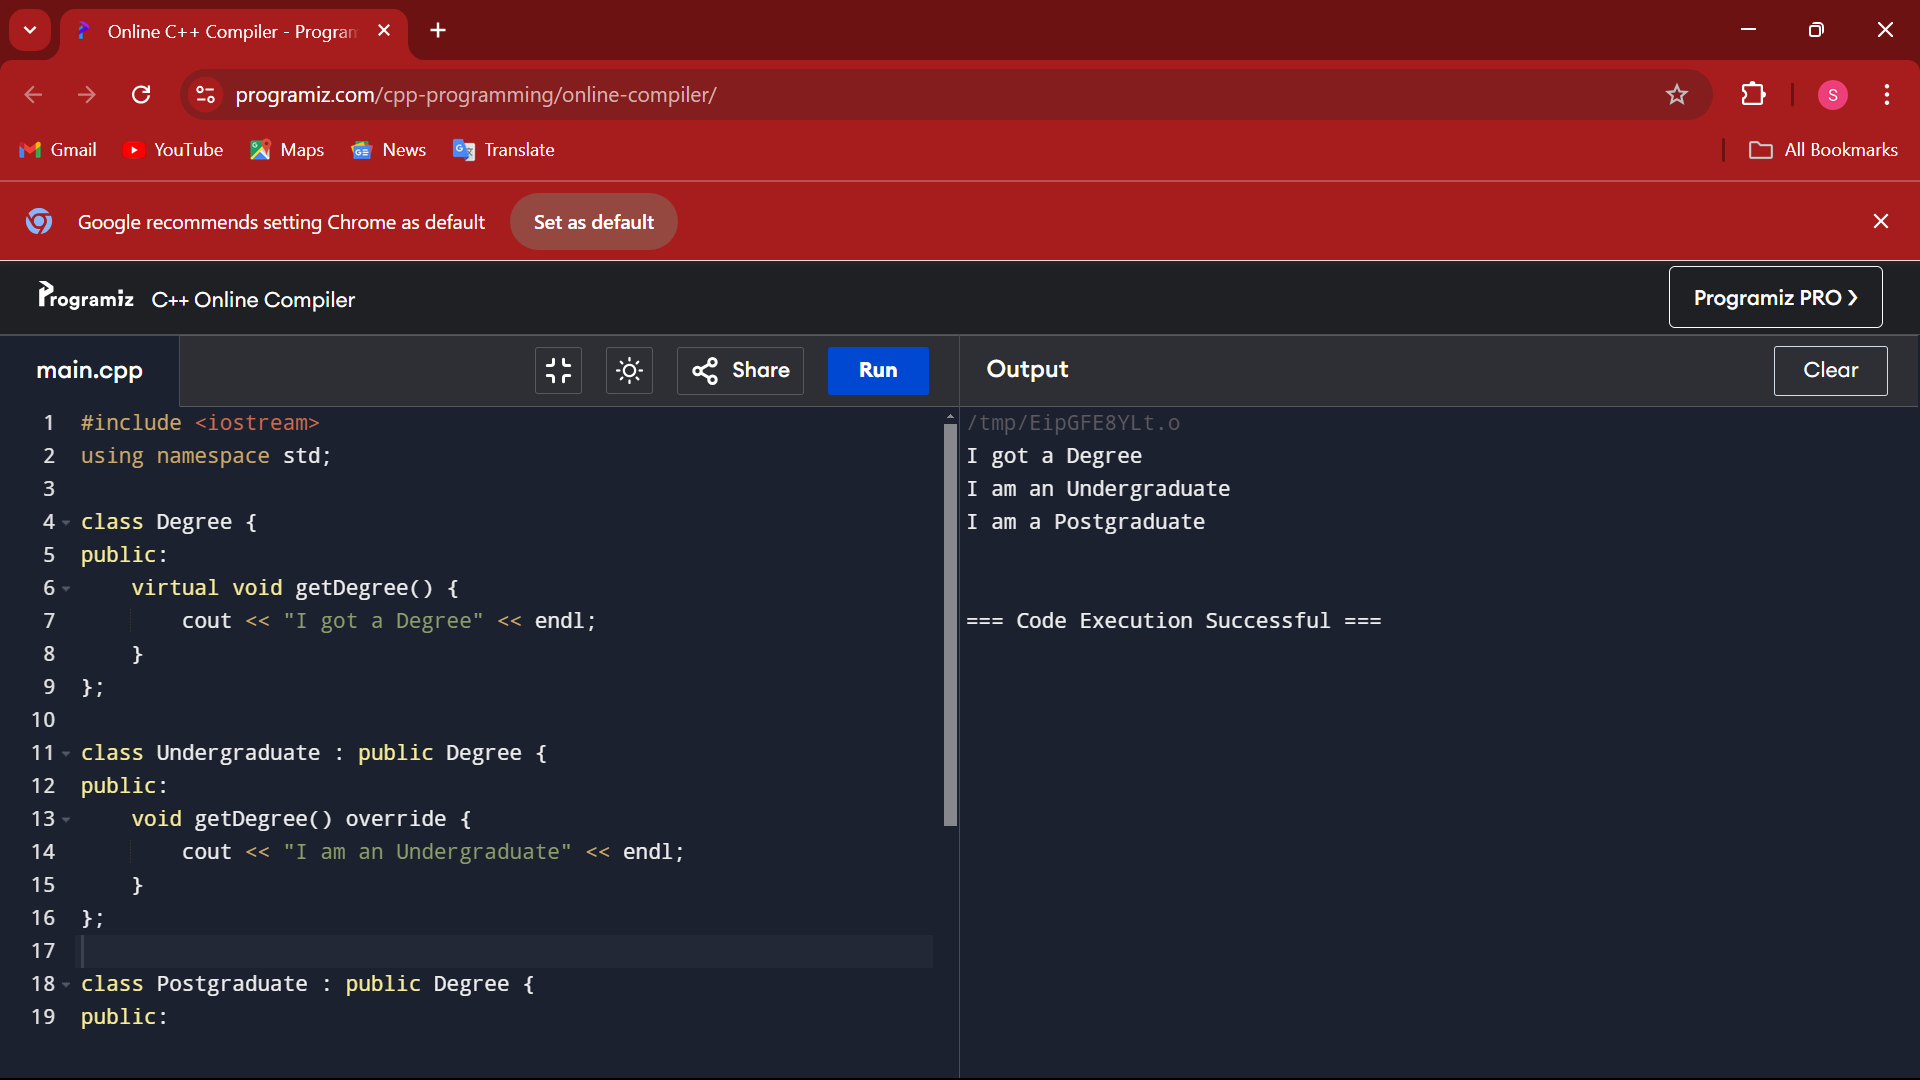 Online C++ Compiler - Program
programiz.com/cpp-programming/online-compiler/
S
Gmail YouTube Maps News Translate All Bookmarks
Google recommends setting Chrome as default Set as default
Programiz C++ Online Compiler Programiz PRO ❯
main.cpp Share Run Output Clear
1 #include <iostream>
2 using namespace std;
3
4 class Degree {
5 public:
6     virtual void getDegree() {
7         cout << "I got a Degree" << endl;
8     }
9 };
10
11 class Undergraduate : public Degree {
12 public:
13     void getDegree() override {
14         cout << "I am an Undergraduate" << endl;
15     }
16 };
17
18 class Postgraduate : public Degree {
19 public:
/tmp/EipGFE8YLt.o
I got a Degree
I am an Undergraduate
I am a Postgraduate
=== Code Execution Successful ===